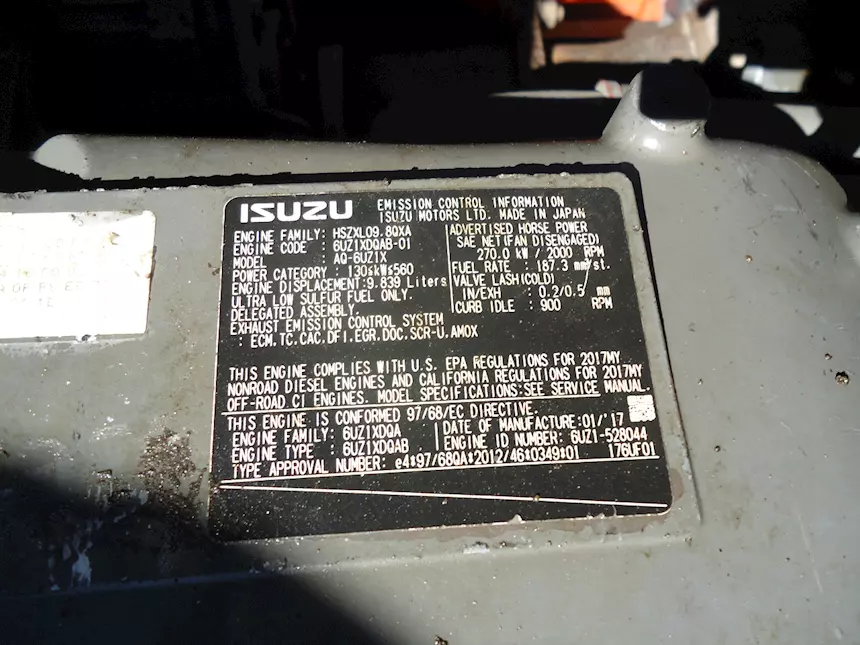 ISUZU
EMISSION CONTROL INFORMATION
ISUZU MOTORS LTD. MADE IN JAPAN
ENGINE FAMILY: HSZXL09.8QXA
ENGINE CODE : 6UZ1XDQAB-01
MODEL : AQ-6UZ1X
POWER CATEGORY : 130≤kW≤560
ENGINE DISPLACEMENT:9.839 Liters
ULTRA LOW SULFUR FUEL ONLY.
DELEGATED ASSEMBLY.
EXHAUST EMISSION CONTROL SYSTEM
: ECM.TC.CAC.DFI.EGR.DOC.SCR-U.AMOX
ADVERTISED HORSE POWER
SAE NET(FAN DISENGAGED)
270.0 kW / 2000 RPM
FUEL RATE : 187.3 mm³/st.
VALVE LASH(COLD)
IN/EXH : 0.2/0.5 mm
CURB IDLE : 900 RPM
THIS ENGINE COMPLIES WITH U.S. EPA REGULATIONS FOR 2017MY
NONROAD DIESEL ENGINES AND CALIFORNIA REGULATIONS FOR 2017MY
OFF-ROAD CI ENGINES. MODEL SPECIFICATIONS:SEE SERVICE MANUAL.
THIS ENGINE IS CONFORMED 97/68/EC DIRECTIVE.
ENGINE FAMILY: 6UZ1XDQA
ENGINE TYPE : 6UZ1XDQAB
DATE OF MANUFACTURE:01/'17
ENGINE ID NUMBER: 6UZ1-528044
TYPE APPROVAL NUMBER: e4*97/68QA*2012/46*0349*01
176UF01